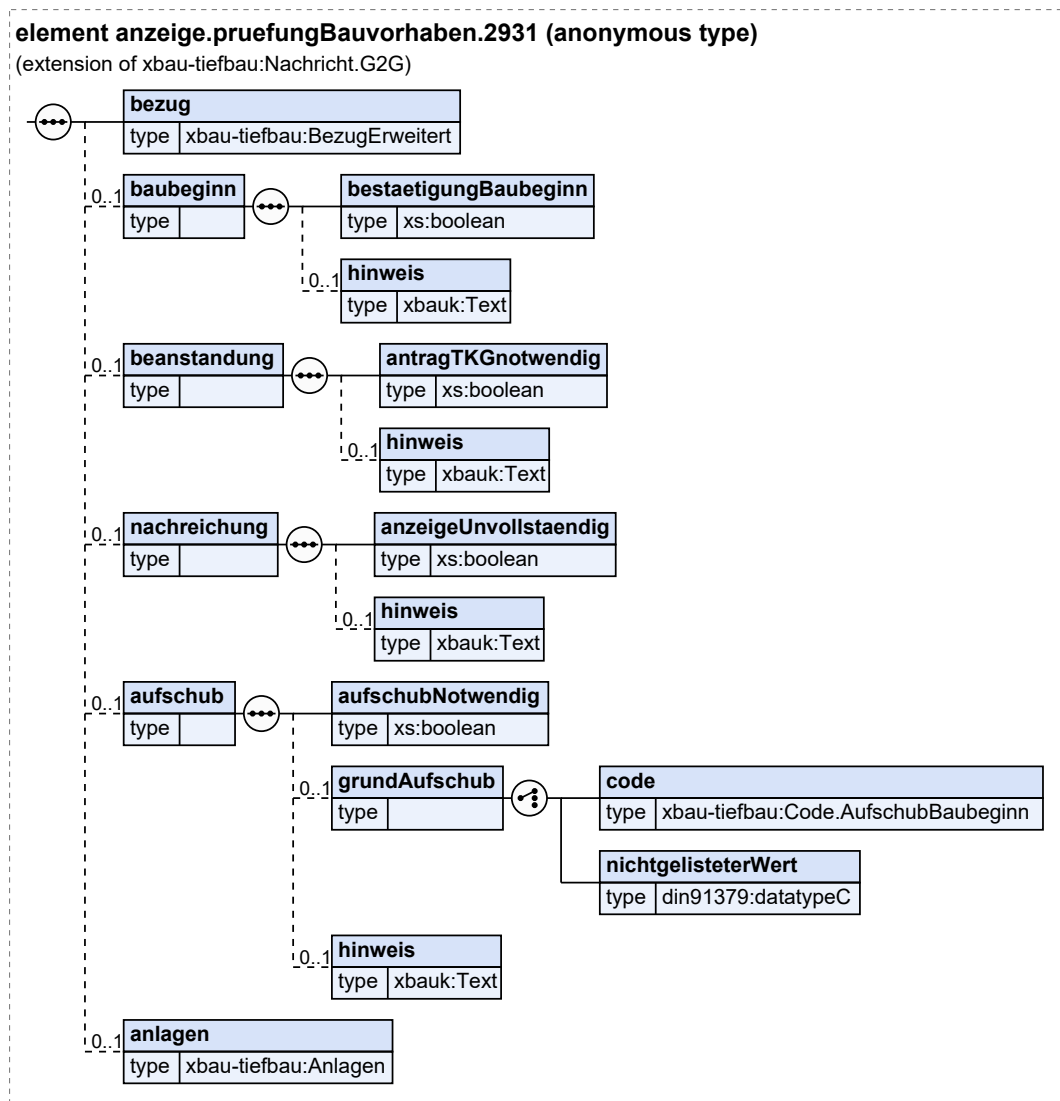 element anzeige.pruefungBauvorhaben.2931 (anonymous type)
(extension of xbau-tiefbau:Nachricht.G2G)
bezug
type xbau-tiefbau:BezugErweitert
0..1 baubeginn
type
bestaetigungBaubeginn
type xs:boolean
0..1 hinweis
type xbauk:Text
0..1 beanstandung
type
antragTKGnotwendig
type xs:boolean
0..1 hinweis
type xbauk:Text
0..1 nachreichung
type
anzeigeUnvollstaendig
type xs:boolean
0..1 hinweis
type xbauk:Text
0..1 aufschub
type
aufschubNotwendig
type xs:boolean
0..1 grundAufschub
type
code
type xbau-tiefbau:Code.AufschubBaubeginn
nichtgelisteterWert
type din91379:datatypeC
0..1 hinweis
type xbauk:Text
0..1 anlagen
type xbau-tiefbau:Anlagen